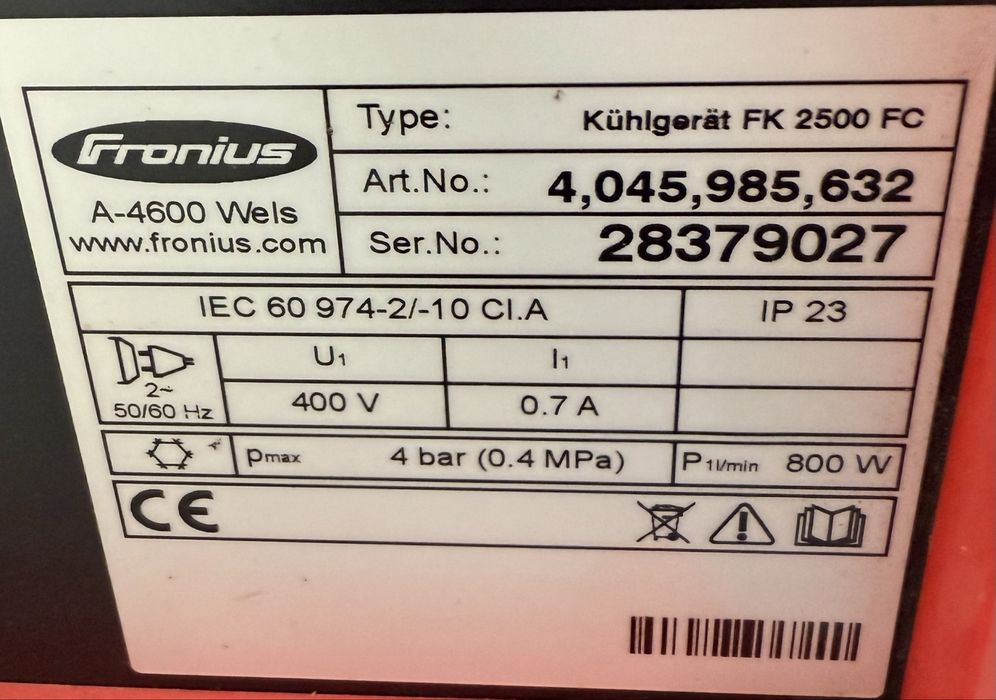 Fronius
A-4600 Wels
www.fronius.com
Type: Kühlgerät FK 2500 FC
Art.No.: 4,045,985,632
Ser.No.: 28379027
IEC 60 974-2/-10 Cl.A IP 23
U1 I1
2~
50/60 Hz
400 V 0.7 A
pmax 4 bar (0.4 MPa) P1l/min 800 W
CE